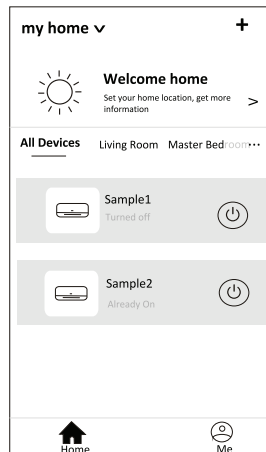 my home
Welcome home
Set your home location, get more
information
All Devices Living Room Master Bedroom
Sample1
Turned off
Sample2
Already On
Home Me